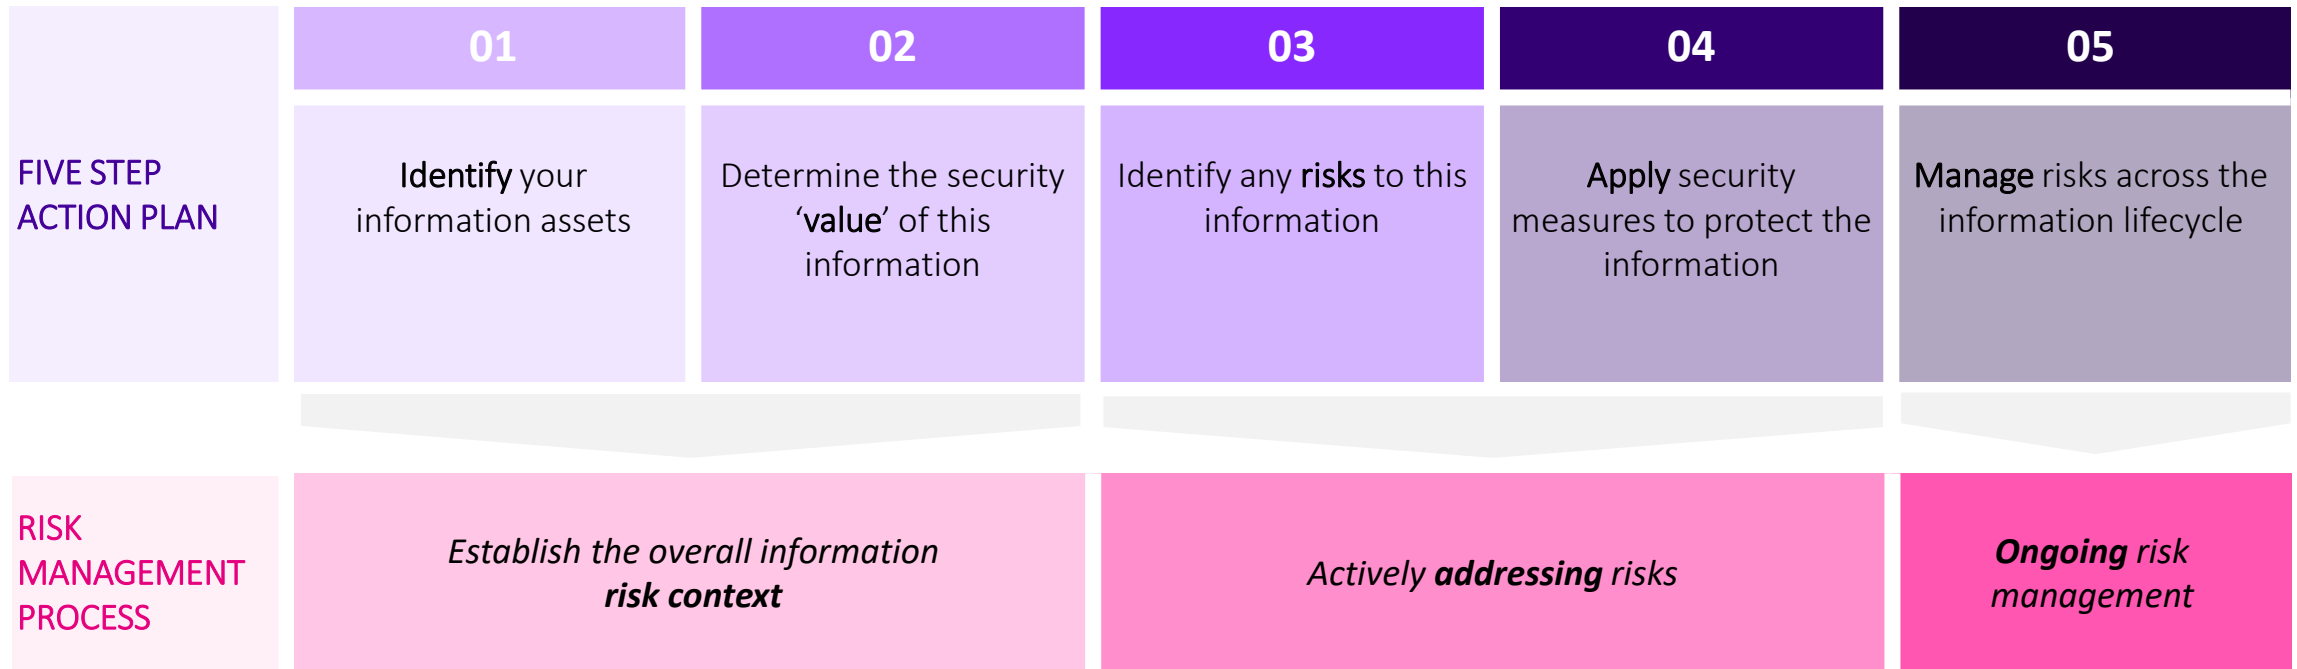 FIVE STEP
ACTION PLAN
01
Identify your
information assets
02
Determine the security
‘value’ of this
information
03
Identify any risks to this
information
04
Apply security
measures to protect the
information
05
Manage risks across the
information lifecycle
RISK
MANAGEMENT
PROCESS
Establish the overall information
risk context
Actively addressing risks
Ongoing risk
management